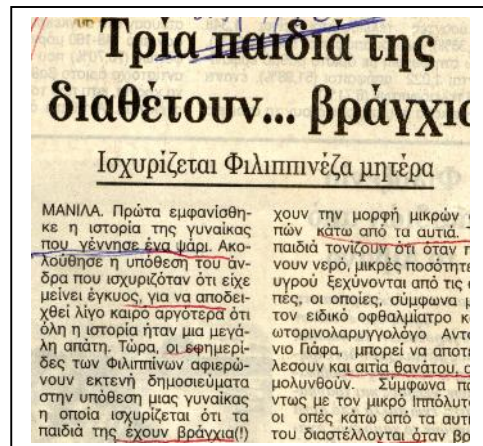 Τρία παιδιά της
διαθέτουν... βράγχια
Ισχυρίζεται Φιλιππινέζα μητέρα
ΜΑΝΙΛΑ. Πρώτα εμφανίσθη-
κε η ιστορία της γυναίκας
που γέννησε ένα ψάρι. Ακο-
λούθησε η υπόθεση του άν-
δρα που ισχυριζόταν ότι είχε
μείνει έγκυος, για να αποδει-
χθεί λίγο καιρό αργότερα ότι
όλη η ιστορία ήταν μια μεγά-
λη απάτη. Τώρα, οι εφημερί-
δες των Φιλιππίνων αφιερώ-
νουν εκτενή δημοσιεύματα
στην υπόθεση μιας γυναίκας
η οποία ισχυρίζεται ότι τα
παιδιά της έχουν βράγχια(!)
χουν την μορφή μικρών
πών κάτω από τα αυτιά.
παιδιά τονίζουν ότι όταν
νουν νερό, μικρές ποσότητε
υγρού ξεχύνονται από τις
πές, οι οποίες, σύμφωνα
τον ειδικό οφθαλμίατρο
ωτορινολαρυγγολόγο Αντ
νιο Γιάφα, μπορεί να αποτε
λεσουν και αιτία θανάτου,
μολυνθούν. Σύμφωνα
ντως με τον μικρό Ιππόλυτ
οι οπές κάτω από τα αυτι
του διαστέλλονται όταν βρ